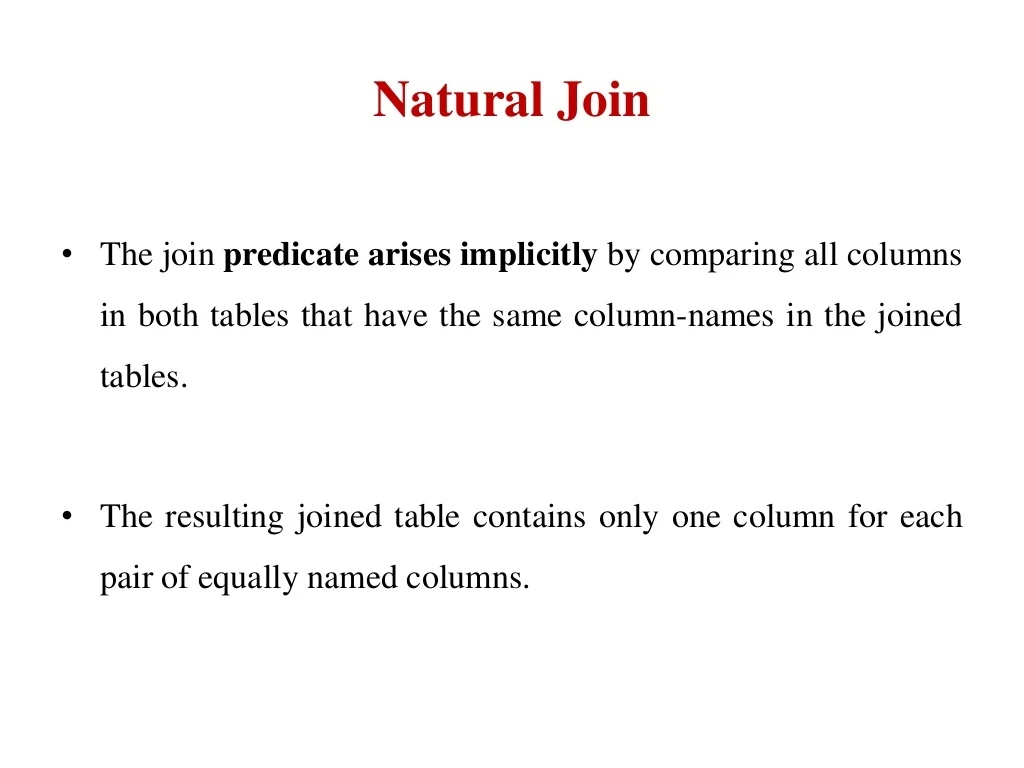 Natural Join
• The join predicate arises implicitly by comparing all columns
in both tables that have the same column-names in the joined
tables.
• The resulting joined table contains only one column for each
pair of equally named columns.